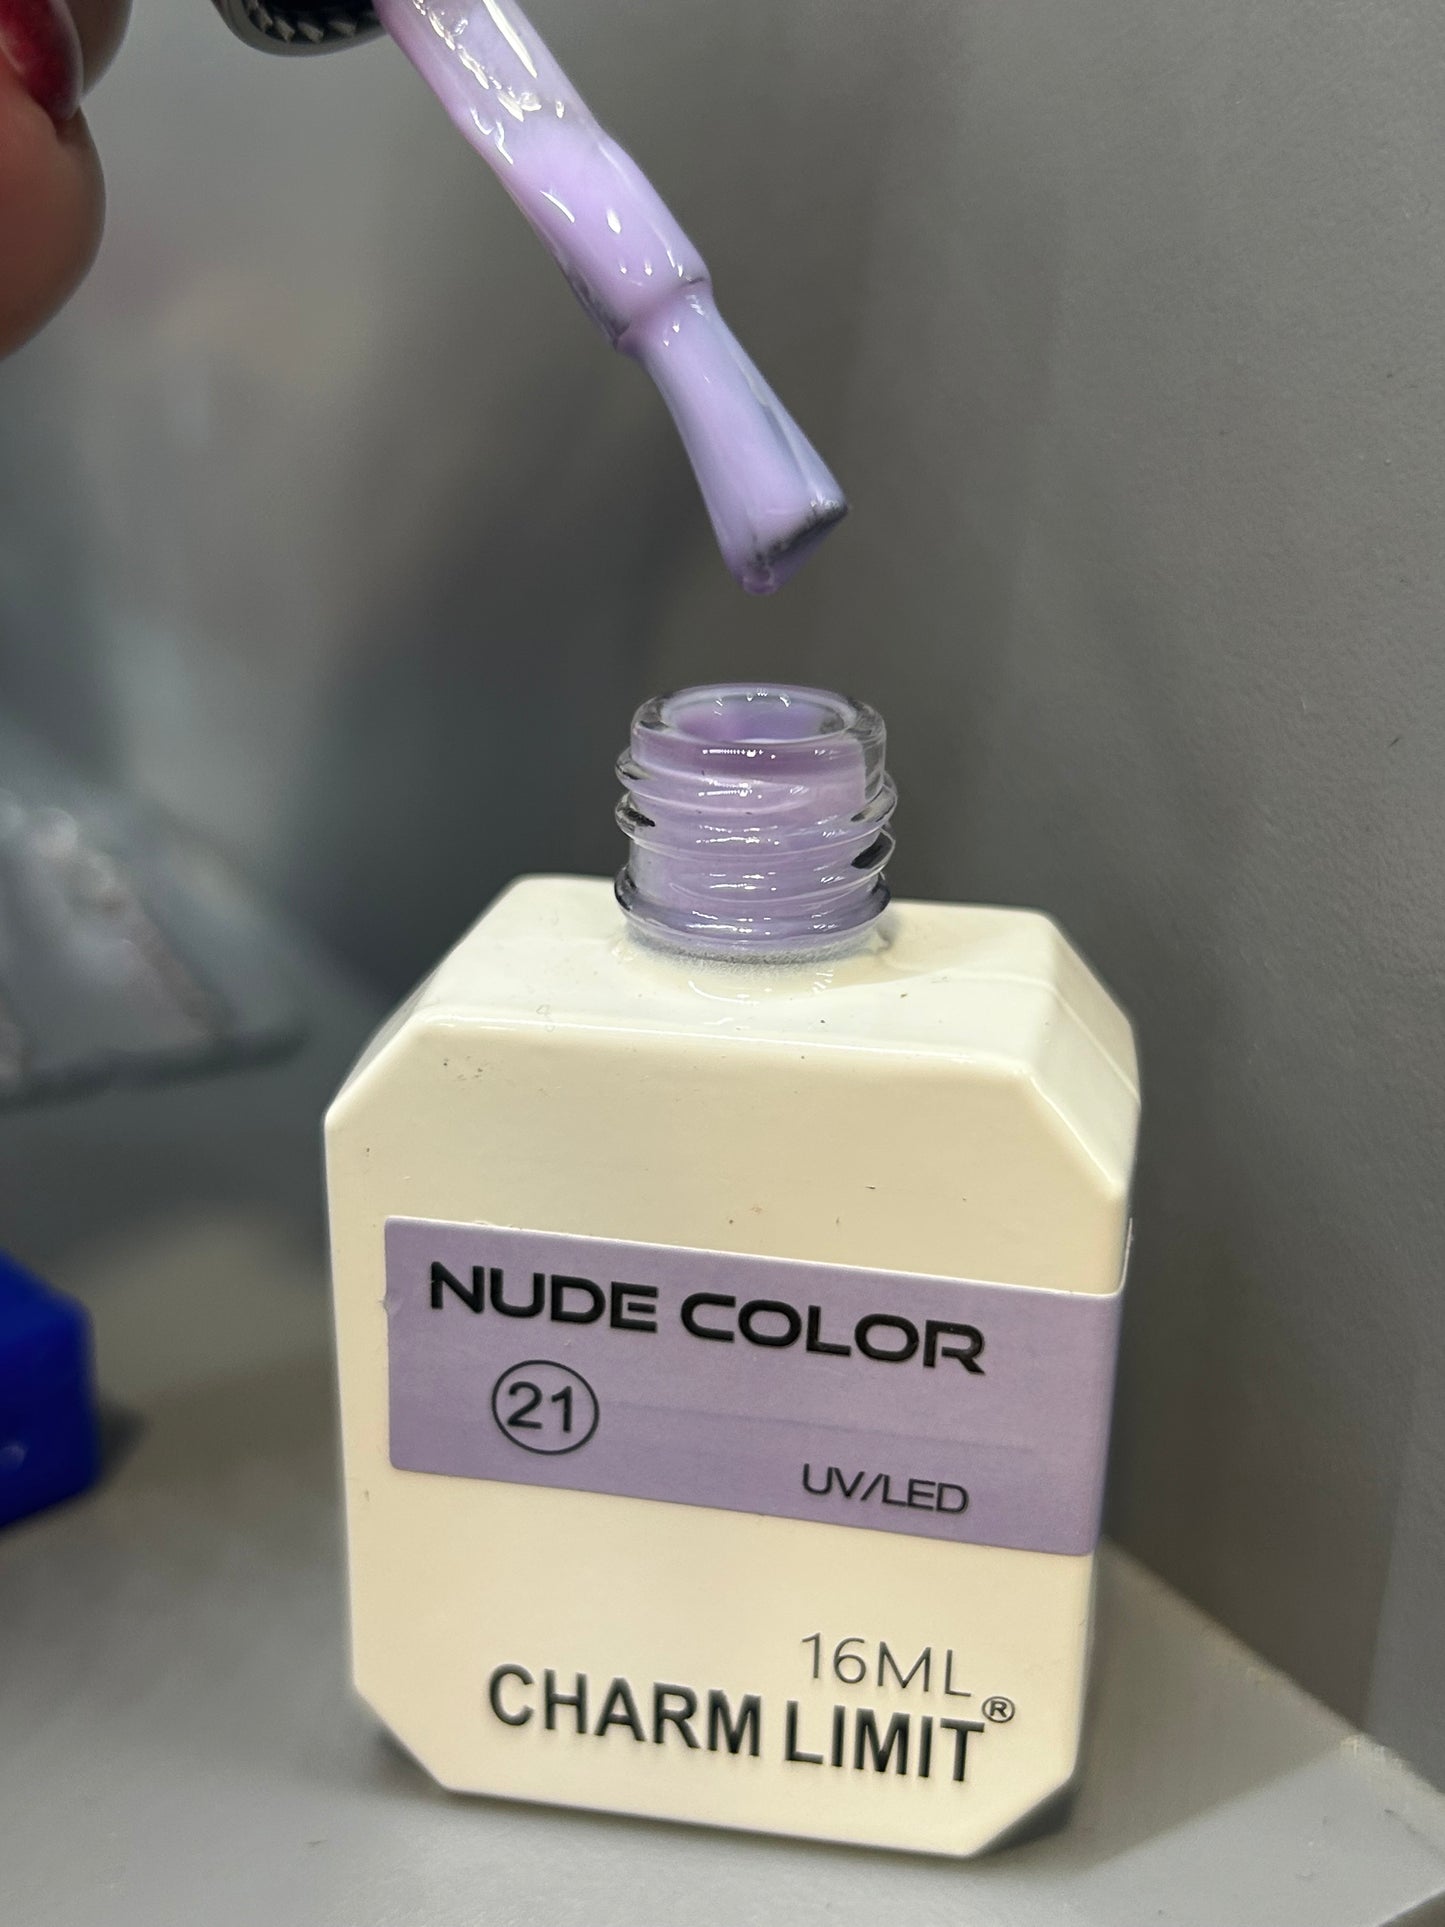 NUDE COLOR
21
UV/LED
16ML
CHARM LIMIT®